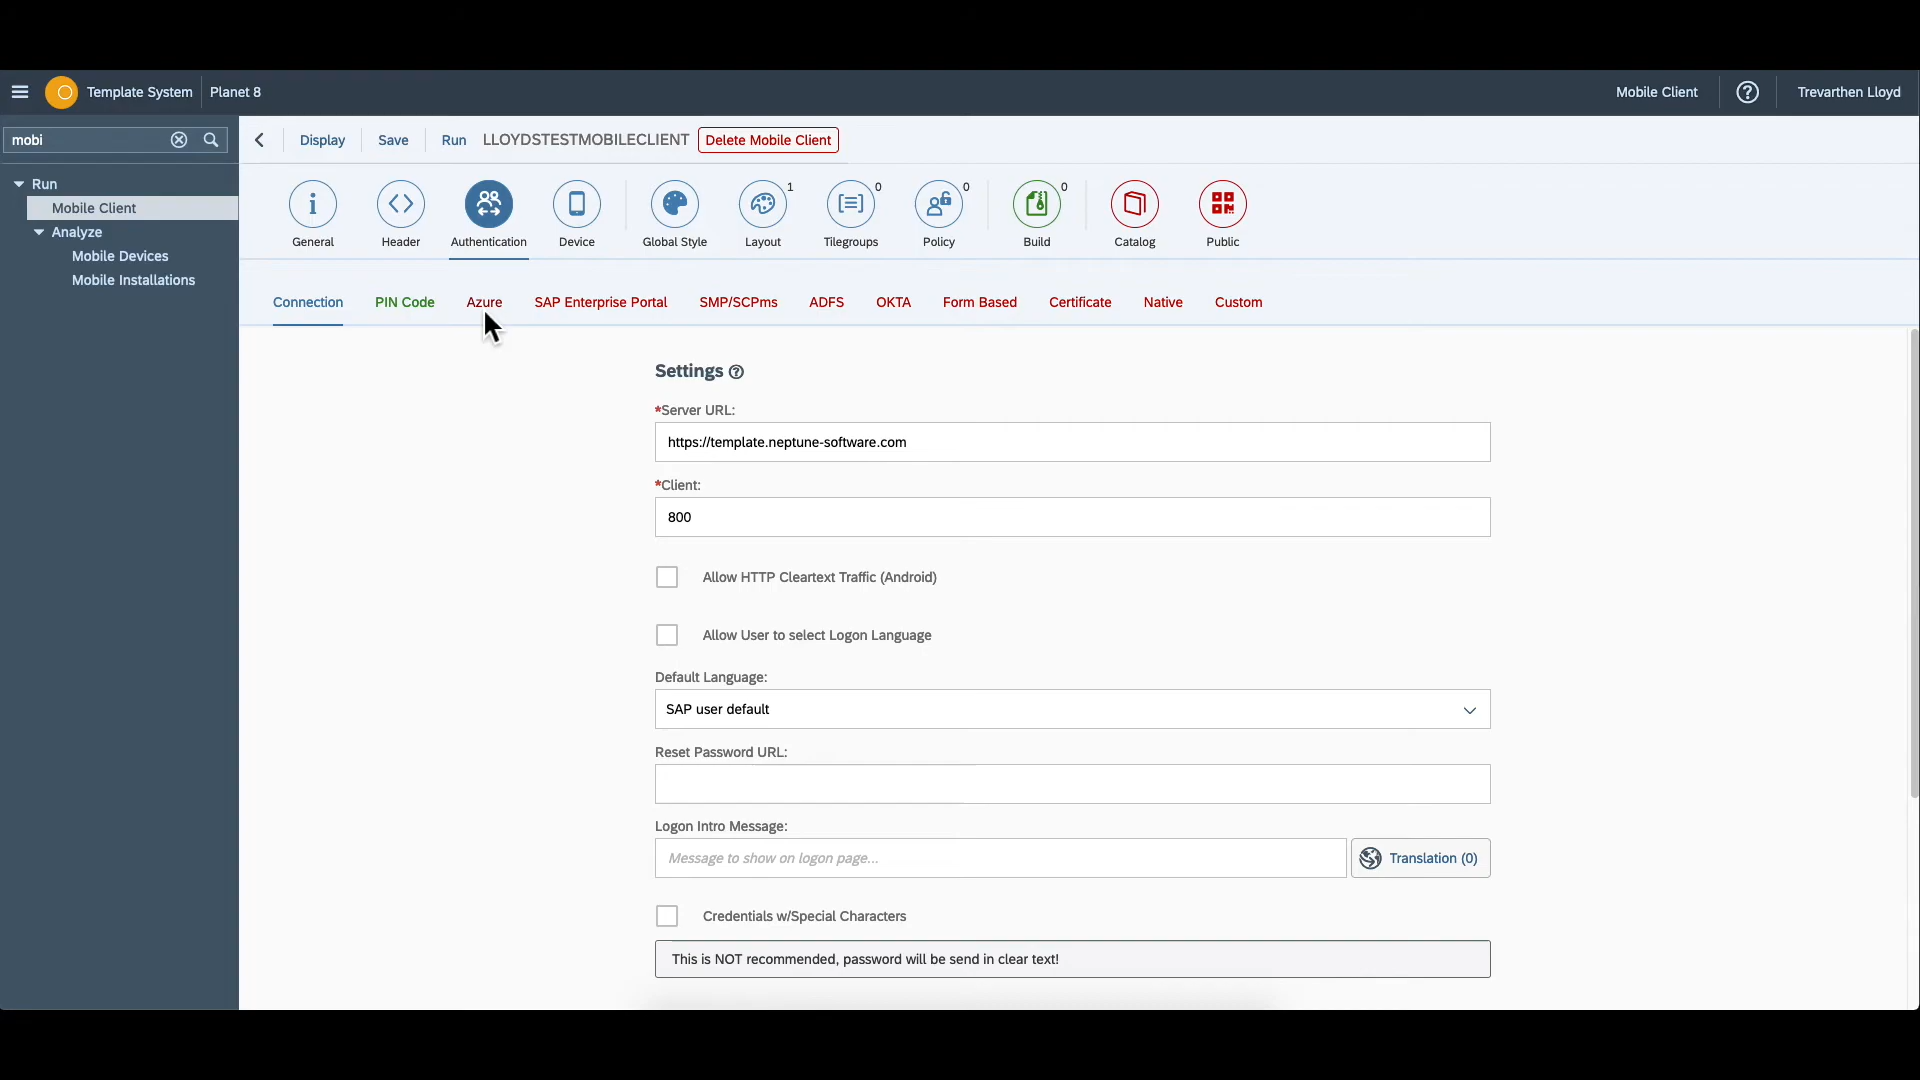 Template System Planet 8 Mobile Client Trevarthen Lloyd
mobi
Run
Mobile Client
Analyze
Mobile Devices
Mobile Installations
Display Save Run LLOYDSTESTMOBILECLIENT Delete Mobile Client
1 0 0 0
General Header Authentication Device Global Style Layout Tilegroups Policy Build Catalog Public
Connection PIN Code Azure SAP Enterprise Portal SMP/SCPms ADFS OKTA Form Based Certificate Native Custom
Settings
*Server URL:
https://template.neptune-software.com
*Client:
800
Allow HTTP Cleartext Traffic (Android)
Allow User to select Logon Language
Default Language:
SAP user default
Reset Password URL:
Logon Intro Message:
Message to show on logon page... Translation (0)
Credentials w/Special Characters
This is NOT recommended, password will be send in clear text!